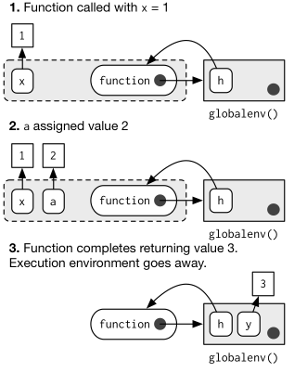 1. Function called with x = 1
1
x
function
h
globalenv()
2. a assigned value 2
1
2
x
a
function
h
globalenv()
3. Function completes returning value 3.
Execution environment goes away.
3
function
h
y
globalenv()